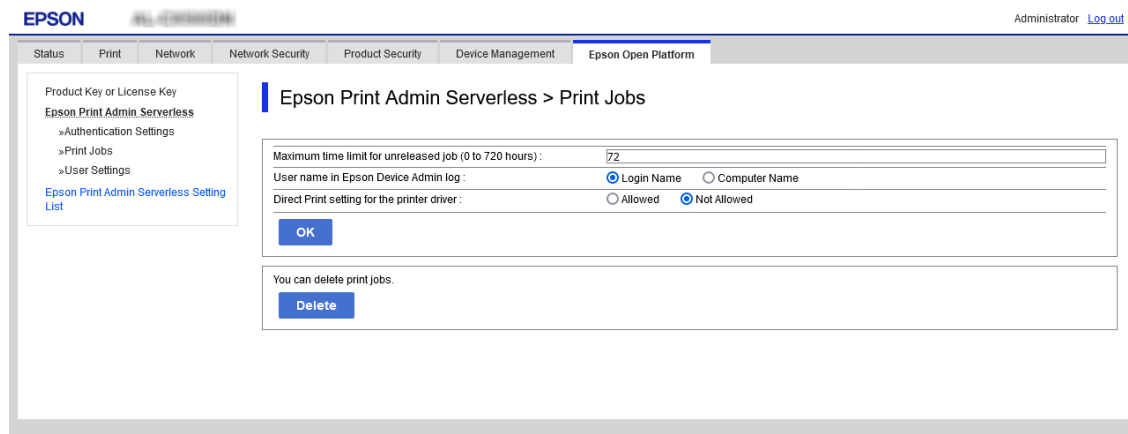 EPSON
Administrator Log out
Status Print Network Network Security Product Security Device Management Epson Open Platform
Product Key or License Key
Epson Print Admin Serverless
»Authentication Settings
»Print Jobs
»User Settings
Epson Print Admin Serverless Setting
List
Epson Print Admin Serverless > Print Jobs
Maximum time limit for unreleased job (0 to 720 hours) : 72
User name in Epson Device Admin log : Login Name Computer Name
Direct Print setting for the printer driver : Allowed Not Allowed
OK
You can delete print jobs.
Delete